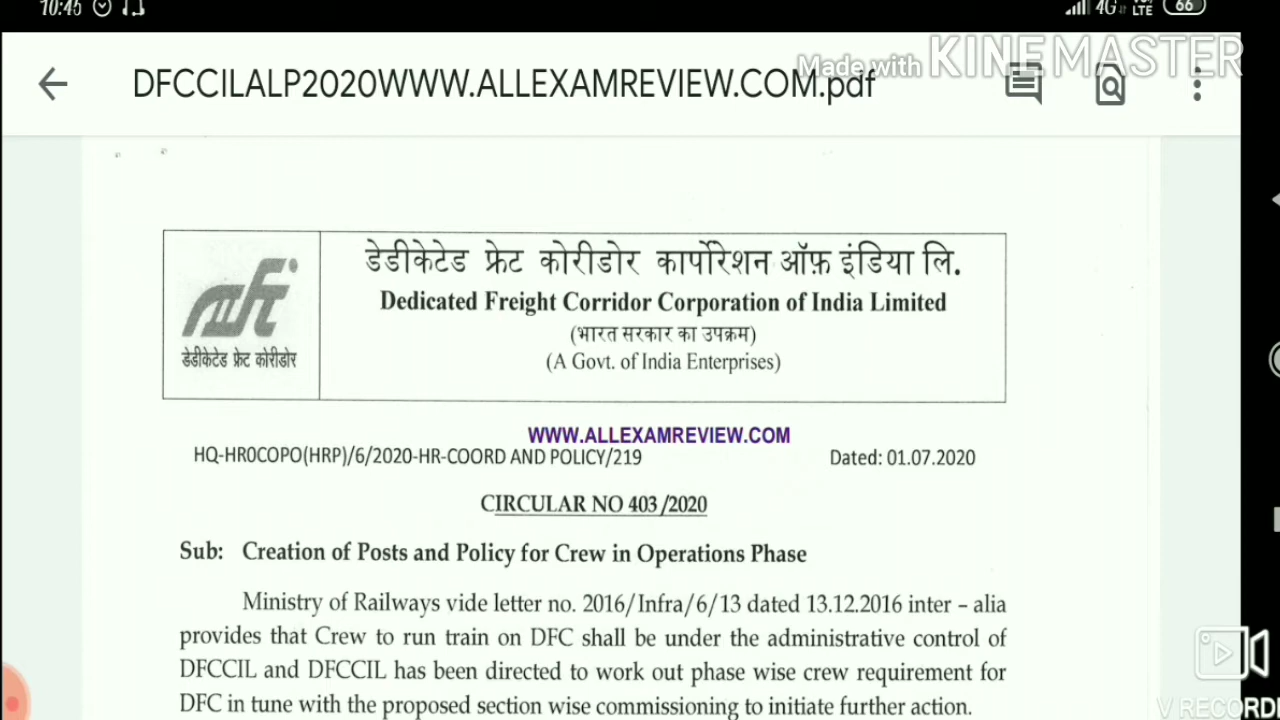 10:45
4G LTE 66
Made with KINEMASTER
DFCCILALP2020WWW.ALLEXAMREVIEW.COM.pdf
डेडीकेटेड फ्रेट कोरीडोर कार्पोरेशन ऑफ़ इंडिया लि.
Dedicated Freight Corridor Corporation of India Limited
(भारत सरकार का उपक्रम)
(A Govt. of India Enterprises)
dfc
डेडीकेटेड फ्रेट कोरीडोर
WWW.ALLEXAMREVIEW.COM
HQ-HR0COPO(HRP)/6/2020-HR-COORD AND POLICY/219 Dated: 01.07.2020
CIRCULAR NO 403/2020
Sub: Creation of Posts and Policy for Crew in Operations Phase
Ministry of Railways vide letter no. 2016/Infra/6/13 dated 13.12.2016 inter – alia
provides that Crew to run train on DFC shall be under the administrative control of
DFCCIL and DFCCIL has been directed to work out phase wise crew requirement for
DFC in tune with the proposed section wise commissioning to initiate further action.
V RECORD